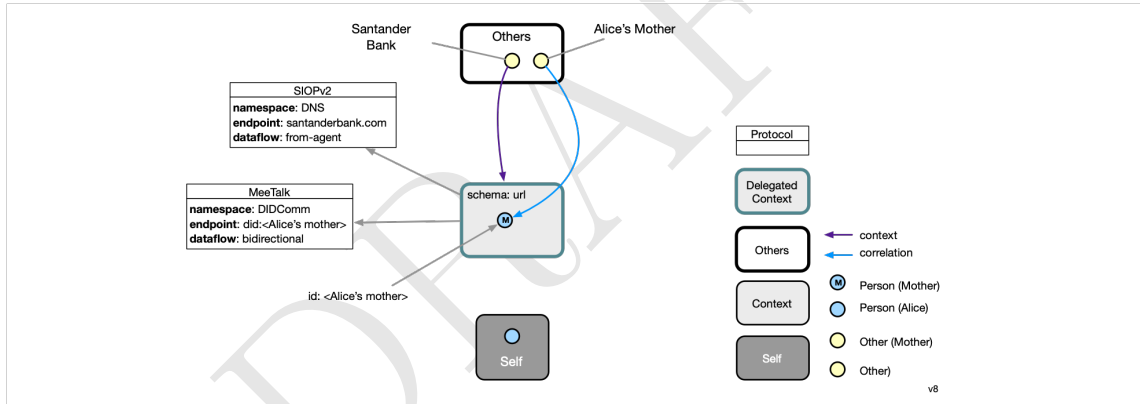 Santander
Bank
Others
Alice's Mother
SIOPv2
namespace: DNS
endpoint: santanderbank.com
dataflow: from-agent
MeeTalk
namespace: DIDComm
endpoint: did:<Alice's mother>
dataflow: bidirectional
schema: url
M
id: <Alice's mother>
Self
Protocol
Delegated
Context
Others
context
correlation
Context
M Person (Mother)
Person (Alice)
Self
Other (Mother)
Other)
v8
DRAFT